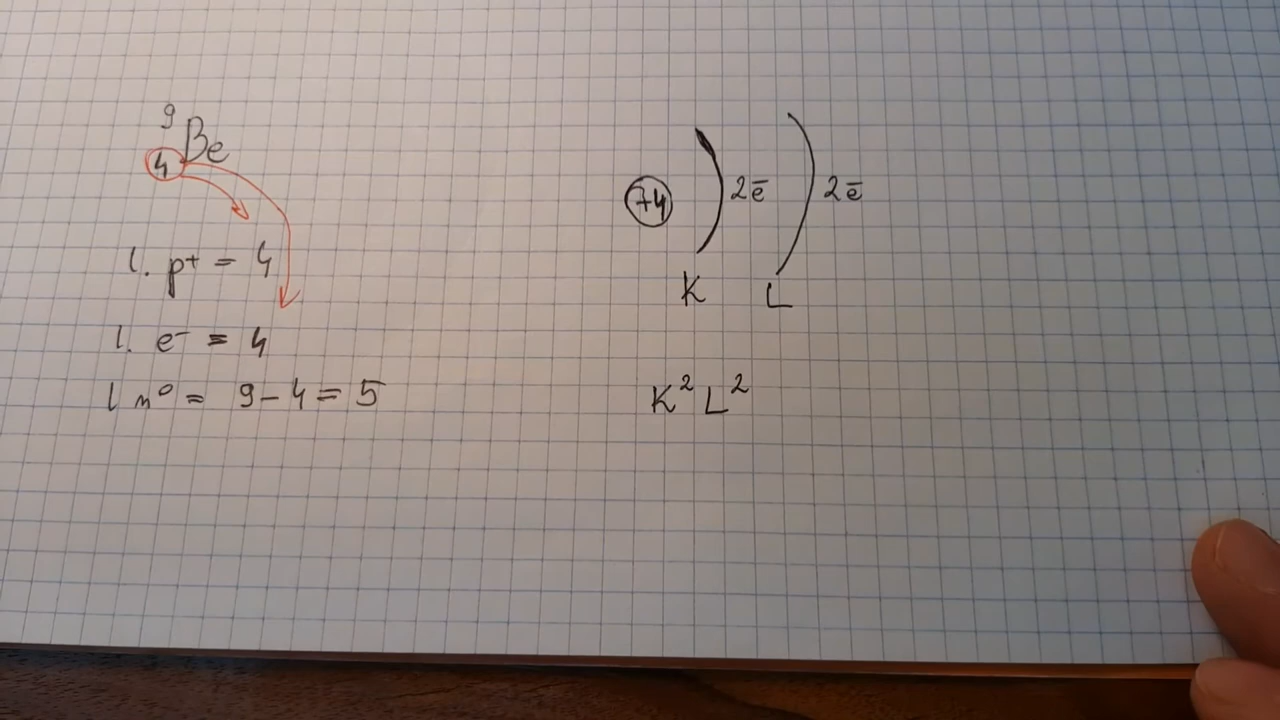 9
Be
4
l. p+ = 4
l. e- = 4
l n° = 9-4=5
+4 2ē 2ē
K L
K² L²